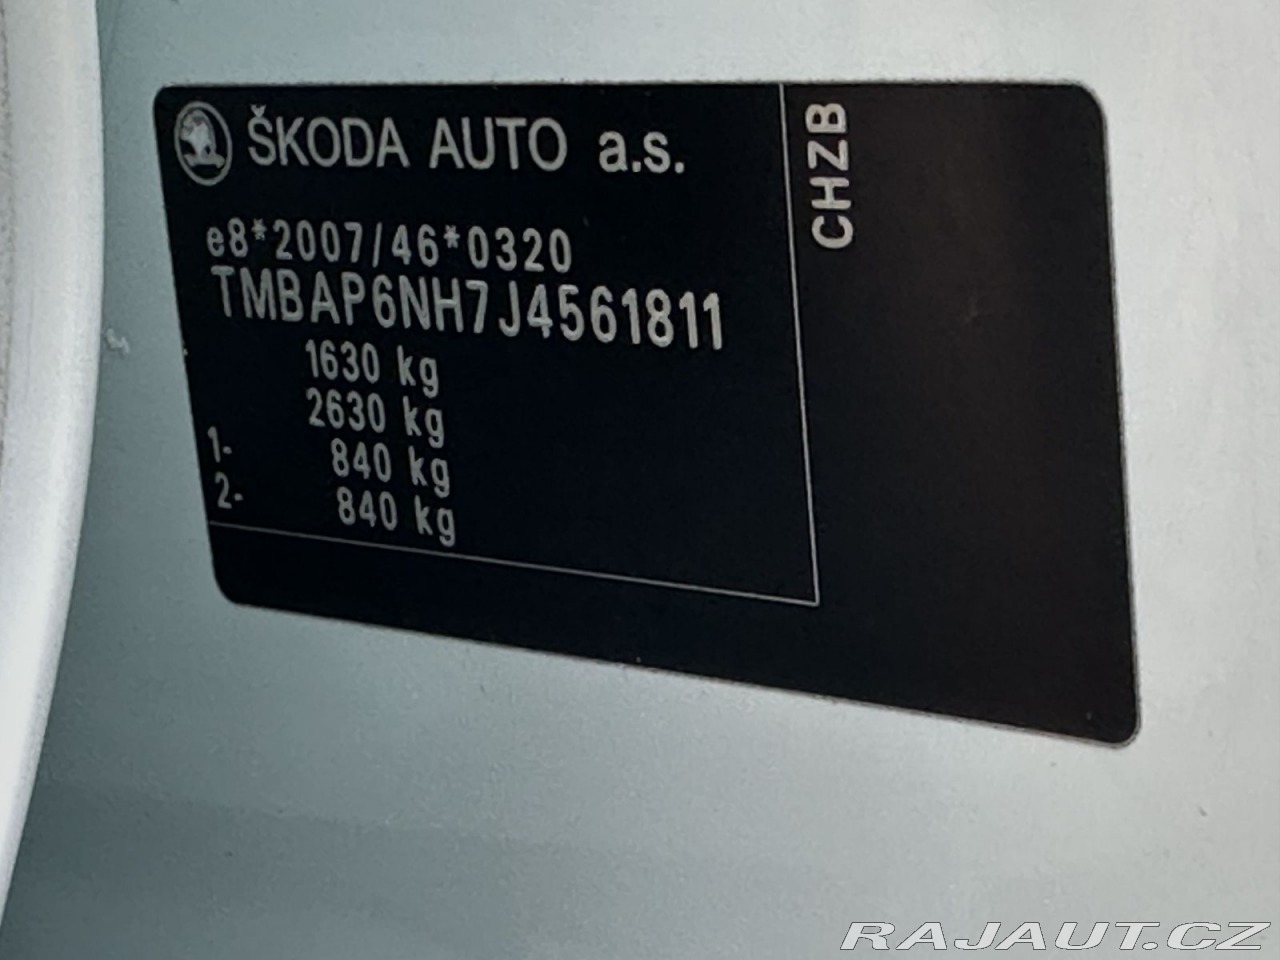 ŠKODA AUTO a.s.
e8*2007/46*0320
TMBAP6NH7J4561811
1630 kg
2630 kg
1- 840 kg
2- 840 kg
CHZB
RAJAUT.CZ